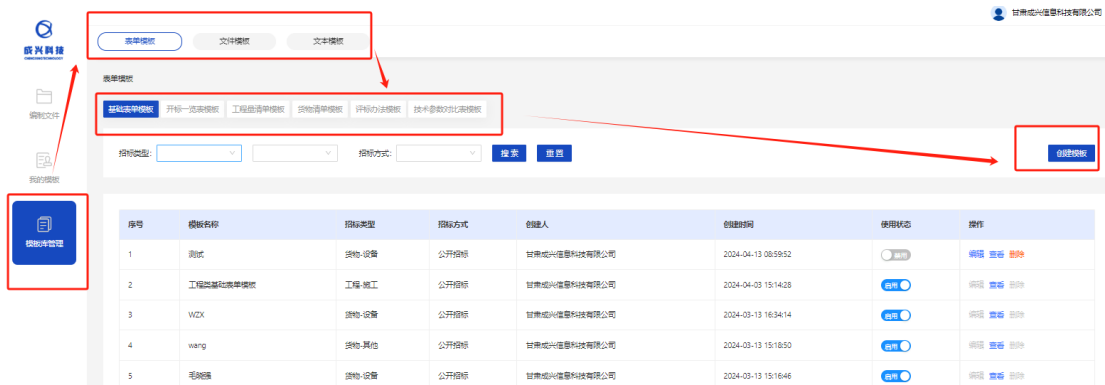 甘肃成兴信息科技有限公司
成兴科技
表单模板 文件模板 文本模板
表单模板
编制文件
基础表单模板 开标一览表模板 工程量清单模板 货物清单模板 评标办法模板 技术参数对比表模板
招标类型: 招标方式: 搜索 重置 创建模板
我的模板
模板库管理
序号 模板名称 招标类型 招标方式 创建人 创建时间 使用状态 操作
1 测试 货物-设备 公开招标 甘肃成兴信息科技有限公司 2024-04-13 08:59:52 禁用 编辑 查看 删除
2 工程类基础表单模板 工程-施工 公开招标 甘肃成兴信息科技有限公司 2024-04-03 15:14:28 启用 编辑 查看 删除
3 WZX 货物-设备 公开招标 甘肃成兴信息科技有限公司 2024-03-13 16:34:14 启用 编辑 查看 删除
4 wang 货物-其他 公开招标 甘肃成兴信息科技有限公司 2024-03-13 15:18:50 启用 编辑 查看 删除
5 毛晓强 货物-设备 公开招标 甘肃成兴信息科技有限公司 2024-03-13 15:16:46 启用 编辑 查看 删除